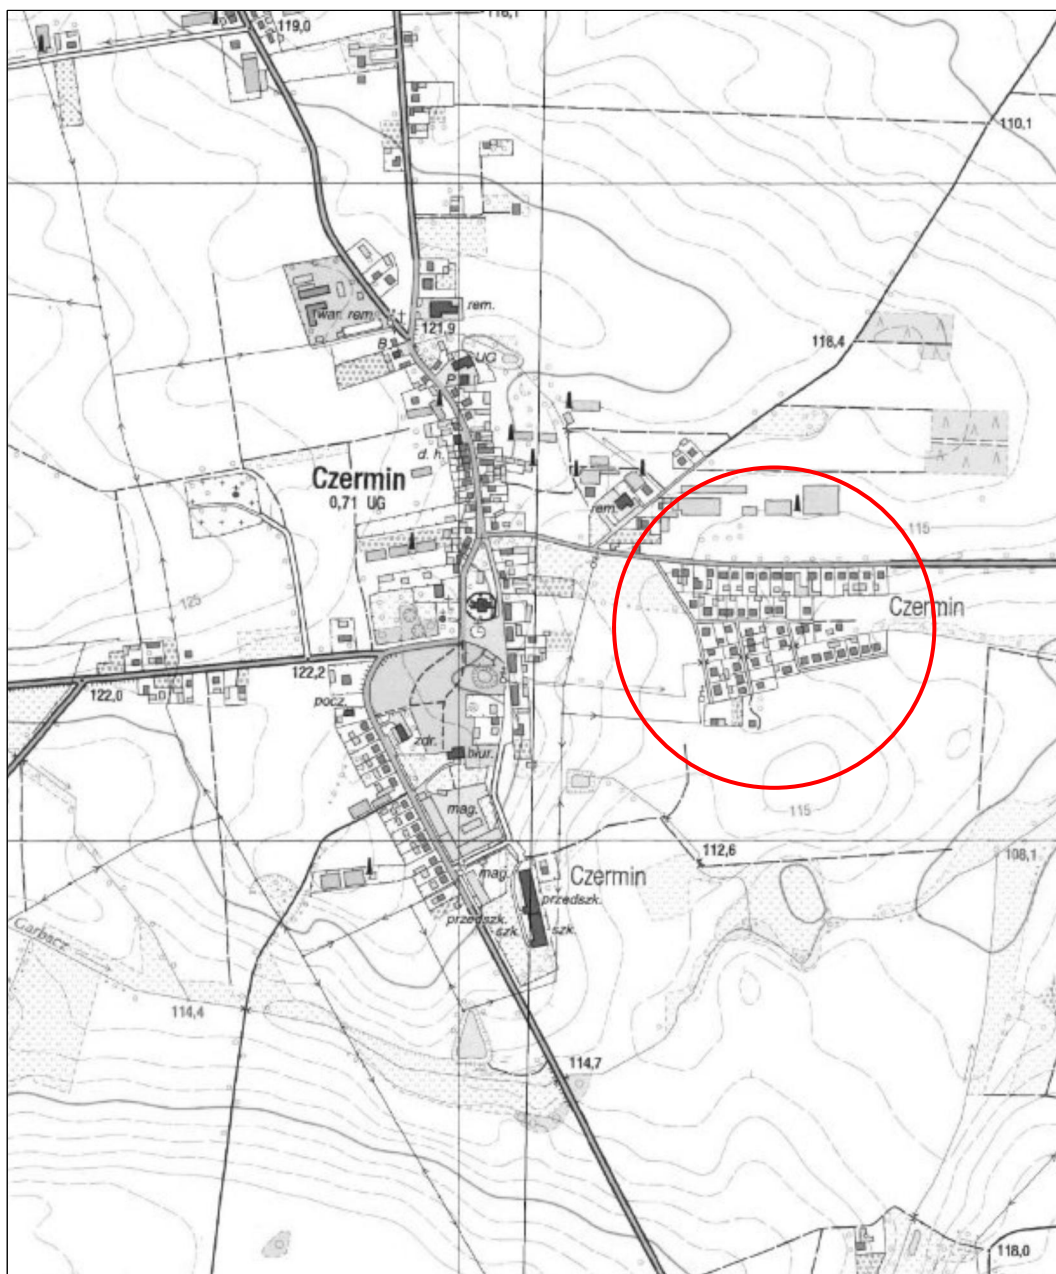 119,0
110,1
rem.
war. rem.
121,9
B
UG
P
118,4
d. h.
Czermin
0,71 UG
rem.
115
125
Czermin
122,2
122,0
pocz.
zdr.
biur.
115
mag.
112,6
108,1
mag.
Czermin
przedszk.
przedszk.
szk.
szk.
Garbacz
114,4
114,7
118,0